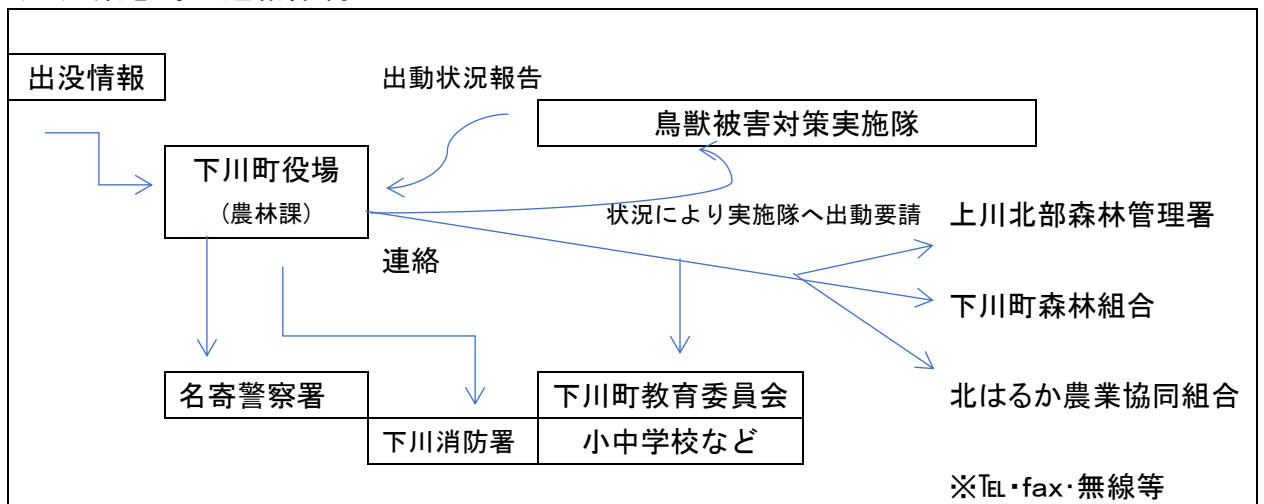 出没情報
出動状況報告
鳥獣被害対策実施隊
下川町役場
(農林課)
状況により実施隊へ出動要請
上川北部森林管理署
連絡
下川町森林組合
名寄警察署
下川町教育委員会
北はるか農業協同組合
下川消防署
小中学校など
※℡・fax・無線等